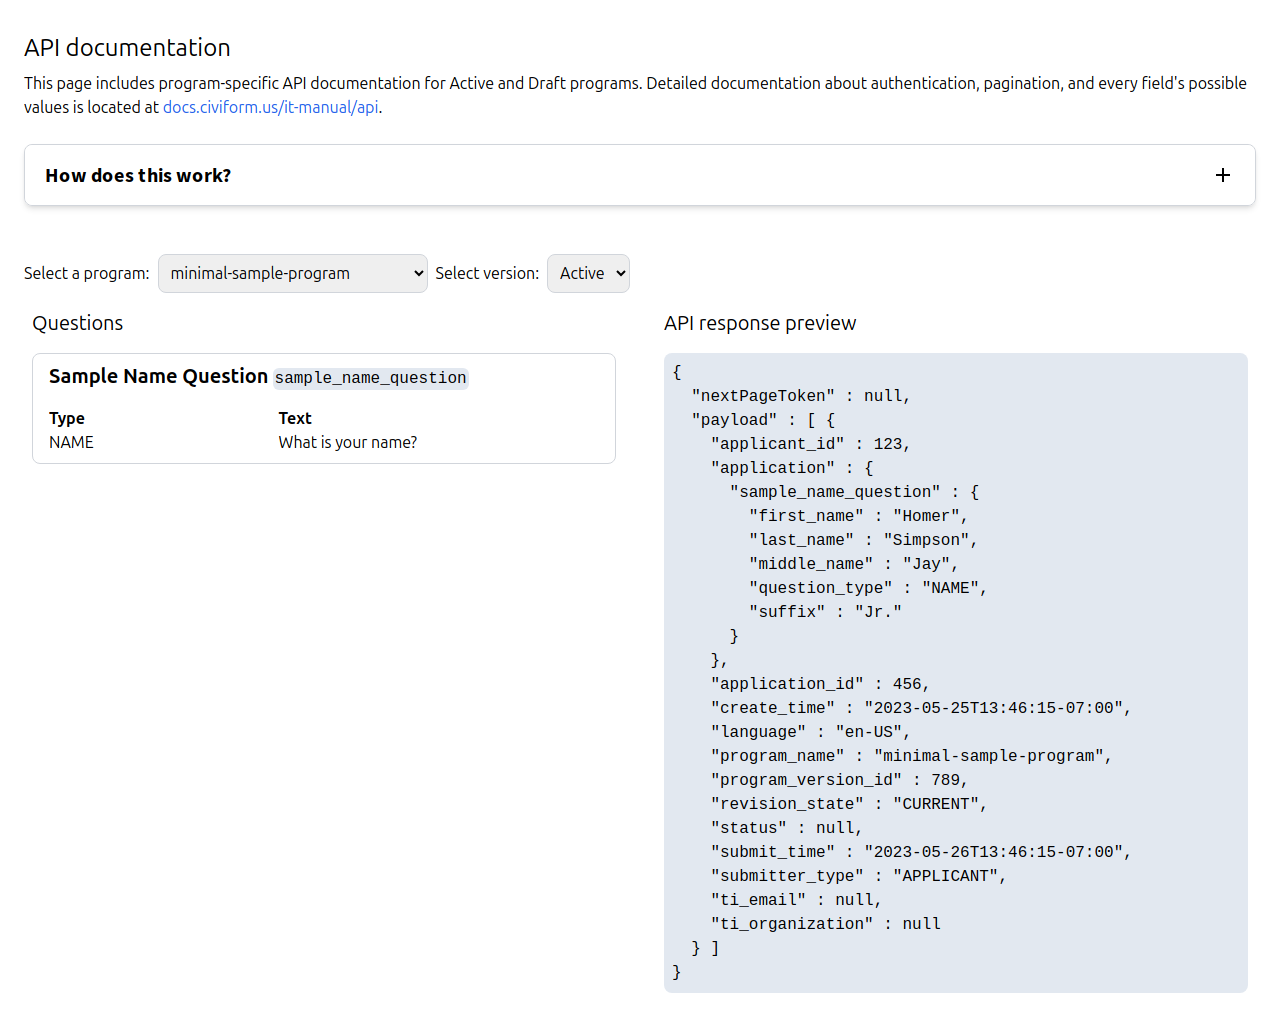 API documentation
This page includes program-specific API documentation for Active and Draft programs. Detailed documentation about authentication, pagination, and every field's possible
values is located at docs.civiform.us/it-manual/api.
How does this work?
Select a program: minimal-sample-program Select version: Active
Questions
Sample Name Question sample_name_question
Type Text
NAME What is your name?
API response preview
{
  "nextPageToken" : null,
  "payload" : [ {
    "applicant_id" : 123,
    "application" : {
      "sample_name_question" : {
        "first_name" : "Homer",
        "last_name" : "Simpson",
        "middle_name" : "Jay",
        "question_type" : "NAME",
        "suffix" : "Jr."
      }
    },
    "application_id" : 456,
    "create_time" : "2023-05-25T13:46:15-07:00",
    "language" : "en-US",
    "program_name" : "minimal-sample-program",
    "program_version_id" : 789,
    "revision_state" : "CURRENT",
    "status" : null,
    "submit_time" : "2023-05-26T13:46:15-07:00",
    "submitter_type" : "APPLICANT",
    "ti_email" : null,
    "ti_organization" : null
  } ]
}